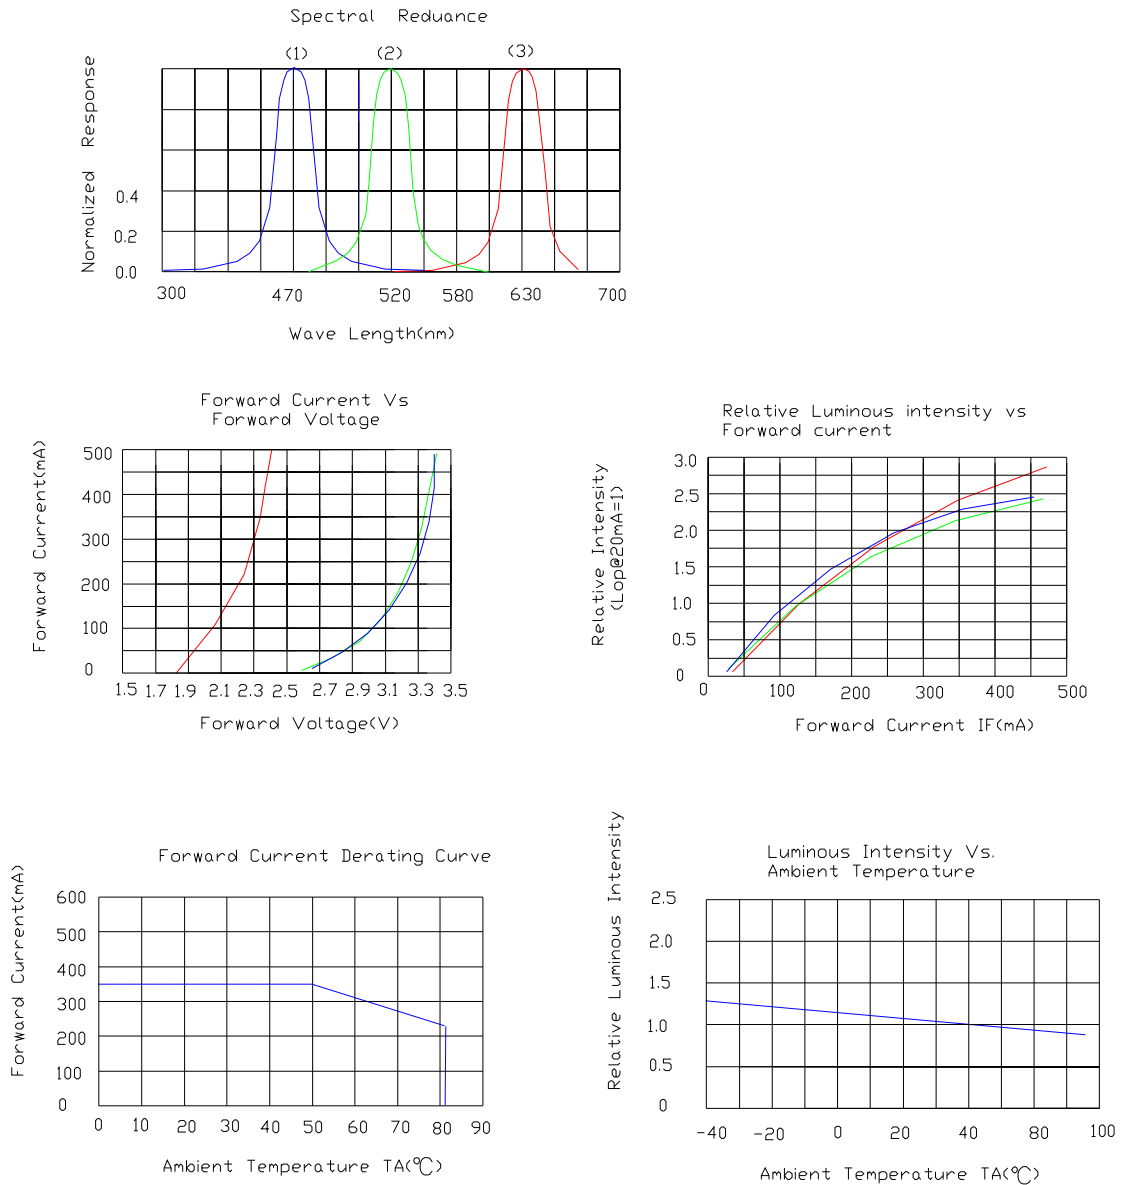 Spectral Reduance
(1) (2) (3)
Normalized Response
0.4
0.2
0.0
300 470 520 580 630 700
Wave Length(nm)
Forward Current Vs
Forward Voltage
Forward Current(mA)
500
400
300
200
100
0
1.5 1.7 1.9 2.1 2.3 2.5 2.7 2.9 3.1 3.3 3.5
Forward Voltage(V)
Relative Luminous intensity vs
Forward current
Relative Intensity
(Lop@20mA=1)
3.0
2.5
2.0
1.5
1.0
0.5
0
0 100 200 300 400 500
Forward Current IF(mA)
Forward Current Derating Curve
Forward Current(mA)
600
500
400
300
200
100
0
0 10 20 30 40 50 60 70 80 90
Ambient Temperature TA(℃)
Luminous Intensity Vs.
Ambient Temperature
Relative Luminous Intensity
2.5
2.0
1.5
1.0
0.5
0
-40 -20 0 20 40 80 100
Ambient Temperature TA(℃)